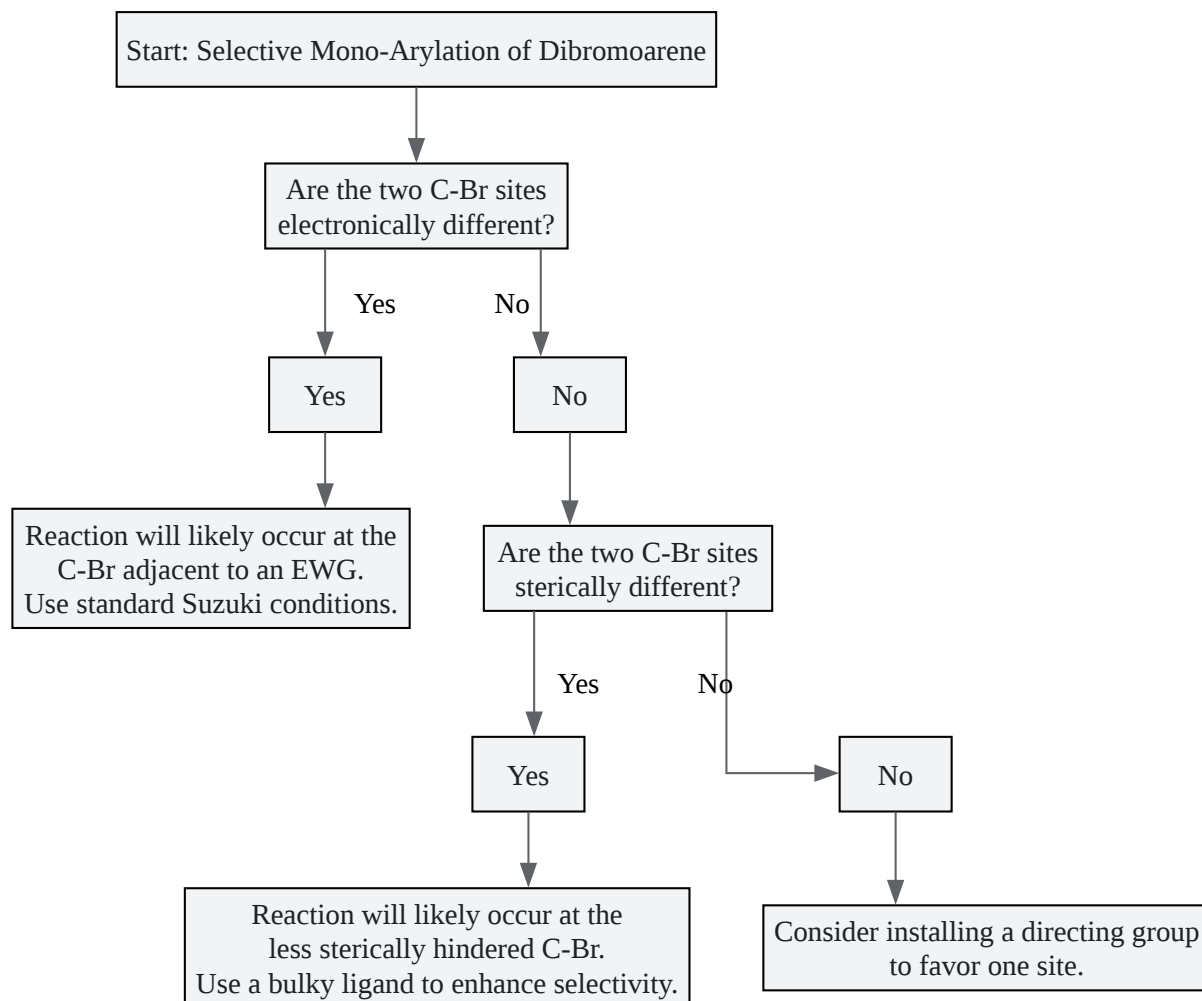 Start: Selective Mono-Arylation of Dibromoarene
Are the two C-Br sites
electronically different?
Yes
No
Yes
No
Reaction will likely occur at the
C-Br adjacent to an EWG.
Use standard Suzuki conditions.
Are the two C-Br sites
sterically different?
Yes
No
Yes
No
Reaction will likely occur at the
less sterically hindered C-Br.
Use a bulky ligand to enhance selectivity.
Consider installing a directing group
to favor one site.